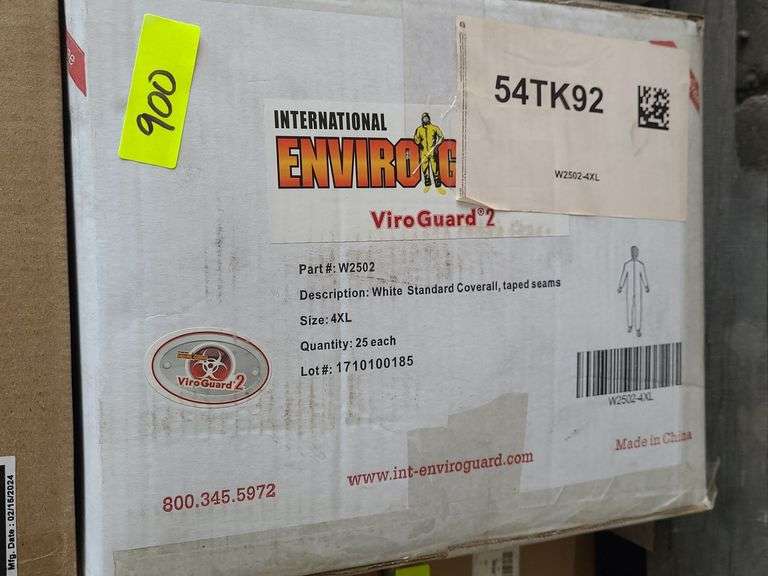 900
54TK92
W2502-4XL
INTERNATIONAL
ENVIRO G
ViroGuard®2
Part #: W2502
Description: White Standard Coverall, taped seams
Size: 4XL
Quantity: 25 each
Lot #: 1710100185
ViroGuard®2
W2502-4XL
800.345.5972
www.int-enviroguard.com
Made in China
Mfg. Date : 02/15/2024